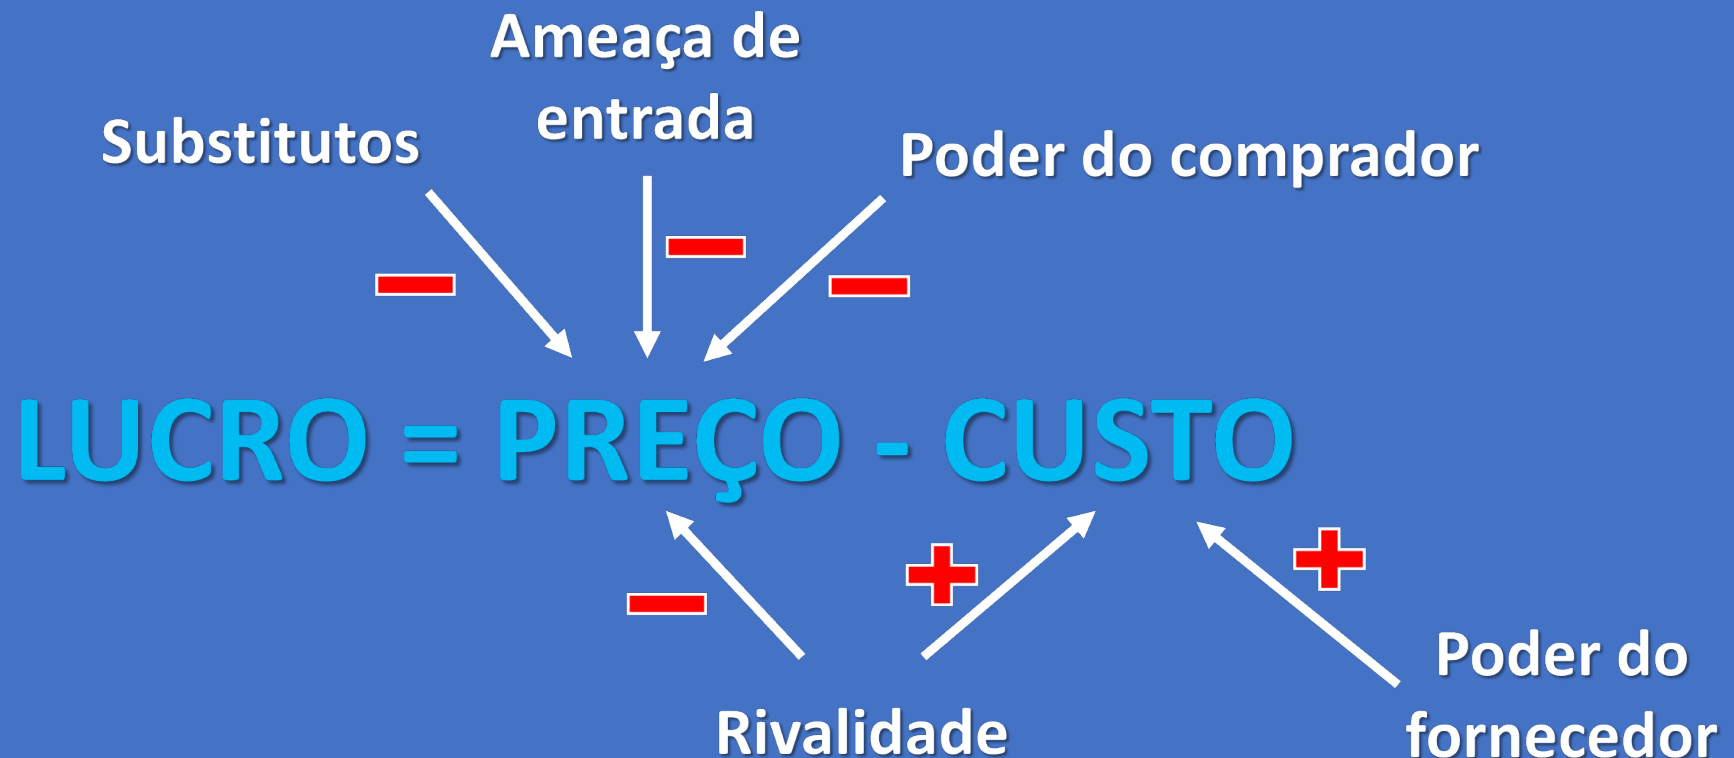 Ameaça de
entrada
Substitutos
Poder do comprador
LUCRO = PREÇO - CUSTO
Rivalidade
Poder do
fornecedor